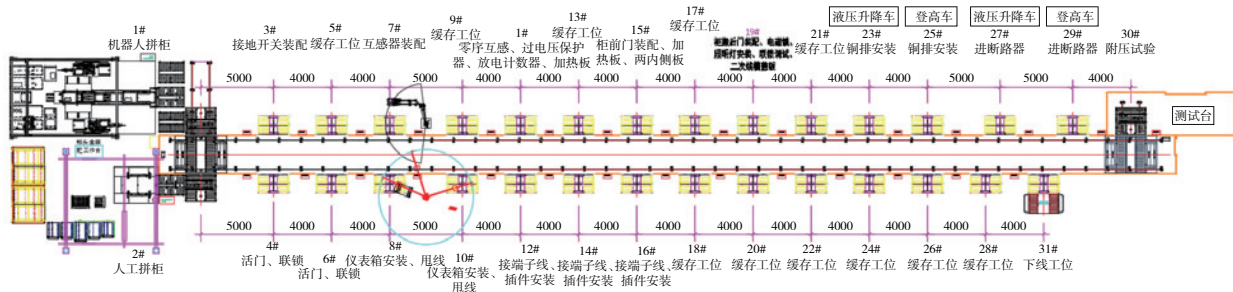 1#
机器人拼柜
3#
接地开关装配
5#
缓存工位
7#
互感器装配
9#
缓存工位
1#
零序互感、过电压保护
器、放电计数器、加热板
13#
缓存工位
15#
柜前门装配、加
热板、两内侧板
17#
缓存工位
19#
21#
缓存工位
液压升降车
23#
铜排安装
登高车
25#
铜排安装
液压升降车
27#
进断路器
登高车
29#
进断路器
30#
附压试验
测试台
5000 4000 4000 5000 4000 4000 4000 4000 4000 4000 4000 4000 4000 4000 4000
5000 4000 4000 5000 4000 4000 4000 4000 4000 4000 4000 4000 4000 4000
2#
人工拼柜
4#
活门、联锁
6#
活门、联锁
8#
仪表箱安装、甩线
10#
仪表箱安装、
甩线
12#
接端子线、
插件安装
14#
接端子线、
插件安装
16#
接端子线、
插件安装
18#
缓存工位
20#
缓存工位
22#
缓存工位
24#
缓存工位
26#
缓存工位
28#
缓存工位
31#
下线工位